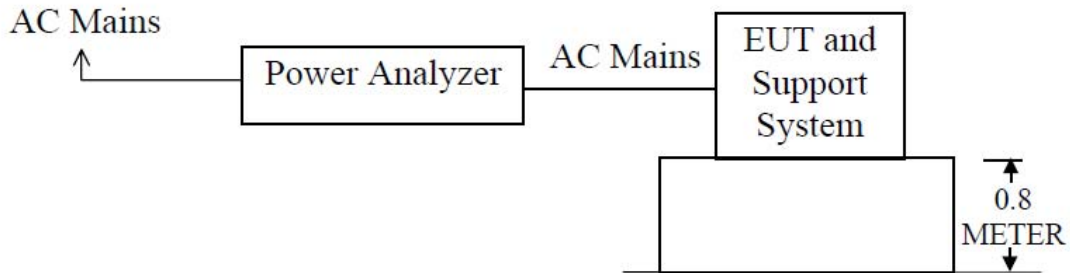 AC Mains
Power Analyzer
AC Mains
EUT and
Support
System
0.8
METER